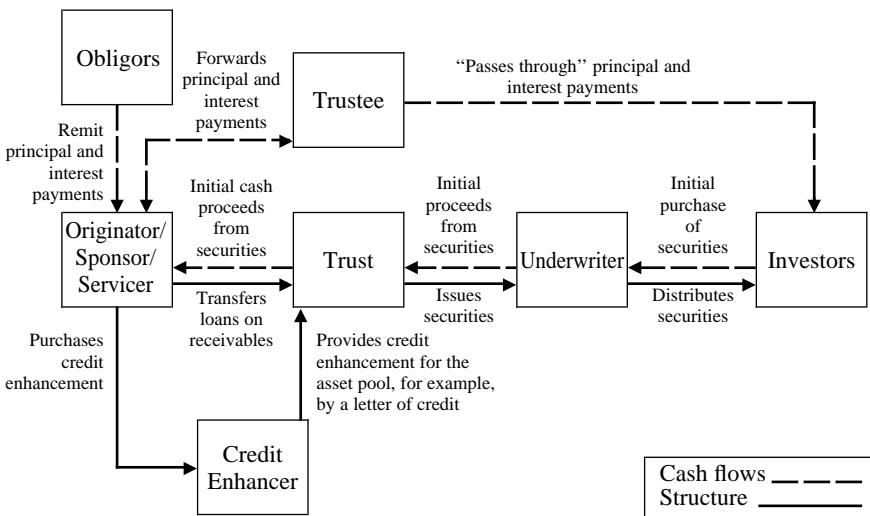 Obligors
Forwards
principal and
interest
payments
Trustee
“Passes through” principal and
interest payments
Remit
principal and
interest
payments
Originator/
Sponsor/
Servicer
Initial cash
proceeds
from
securities
Transfers
loans on
receivables
Trust
Initial
proceeds
from
securities
Issues
securities
Underwriter
Initial
purchase
of
securities
Distributes
securities
Investors
Purchases
credit
enhancement
Provides credit
enhancement for the
asset pool, for example,
by a letter of credit
Credit
Enhancer
Cash flows
Structure